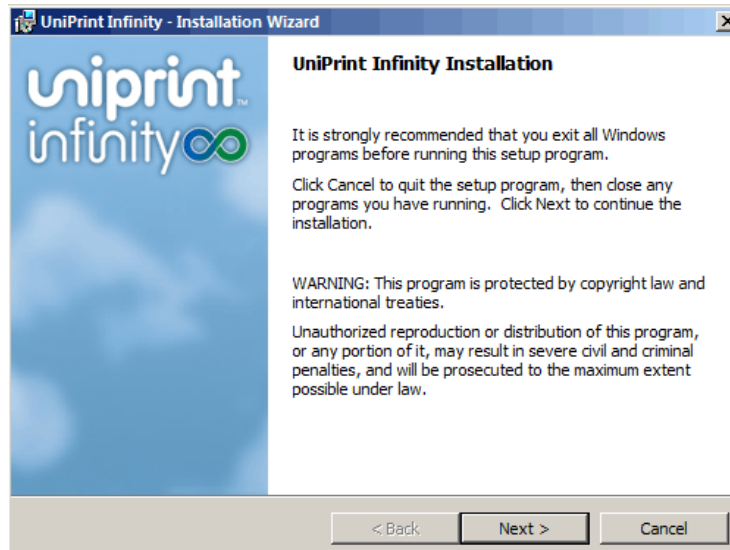 UniPrint Infinity - Installation Wizard
uniprint™
infinity
UniPrint Infinity Installation
It is strongly recommended that you exit all Windows
programs before running this setup program.
Click Cancel to quit the setup program, then close any
programs you have running. Click Next to continue the
installation.
WARNING: This program is protected by copyright law and
international treaties.
Unauthorized reproduction or distribution of this program,
or any portion of it, may result in severe civil and criminal
penalties, and will be prosecuted to the maximum extent
possible under law.
< Back
Next >
Cancel